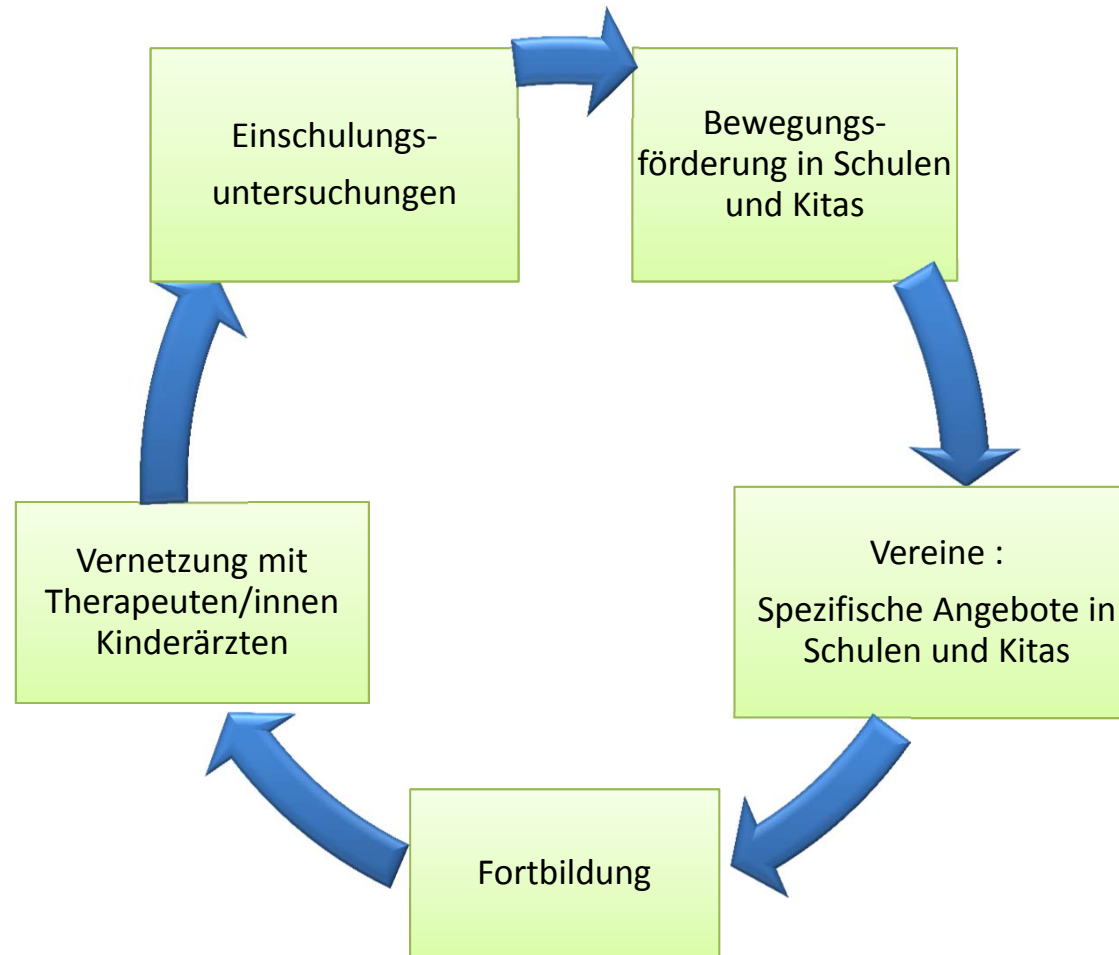 Einschulungs-
untersuchungen
Bewegungs-
förderung in Schulen
und Kitas
Vereine :
Spezifische Angebote in
Schulen und Kitas
Fortbildung
Vernetzung mit
Therapeuten/innen
Kinderärzten